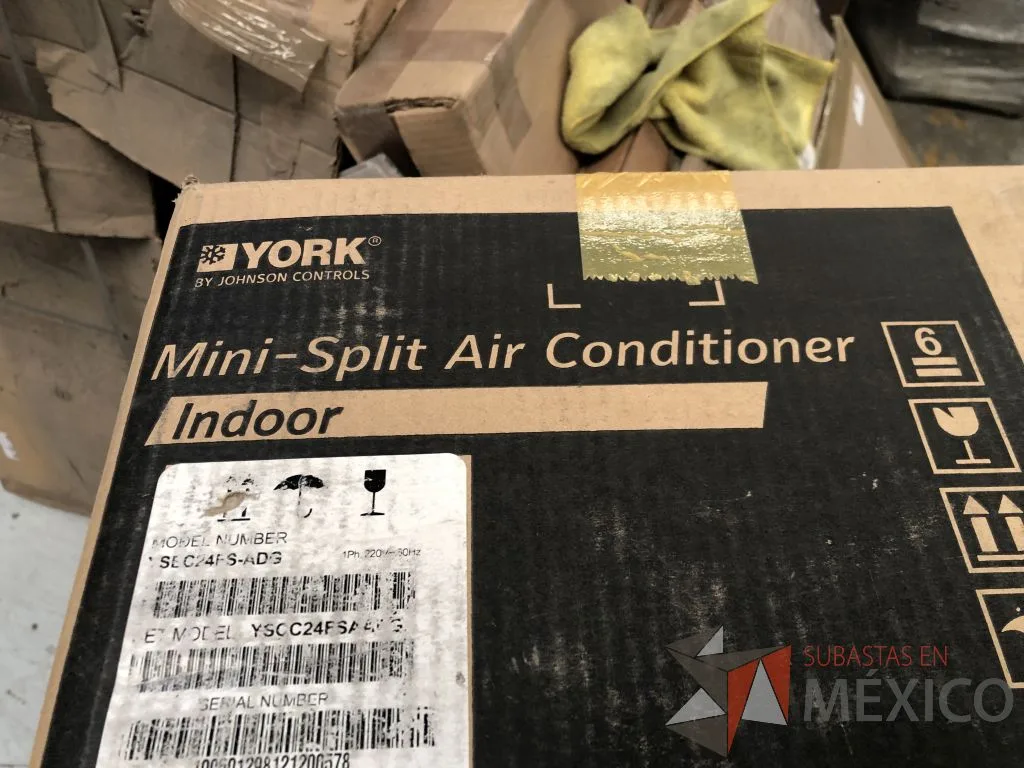 YORK®
BY JOHNSON CONTROLS
Mini-Split Air Conditioner
6
Indoor
MODEL NUMBER
1Ph, 220V~60Hz
MODEL
SERIAL NUMBER
SUBASTAS EN
MÉXICO